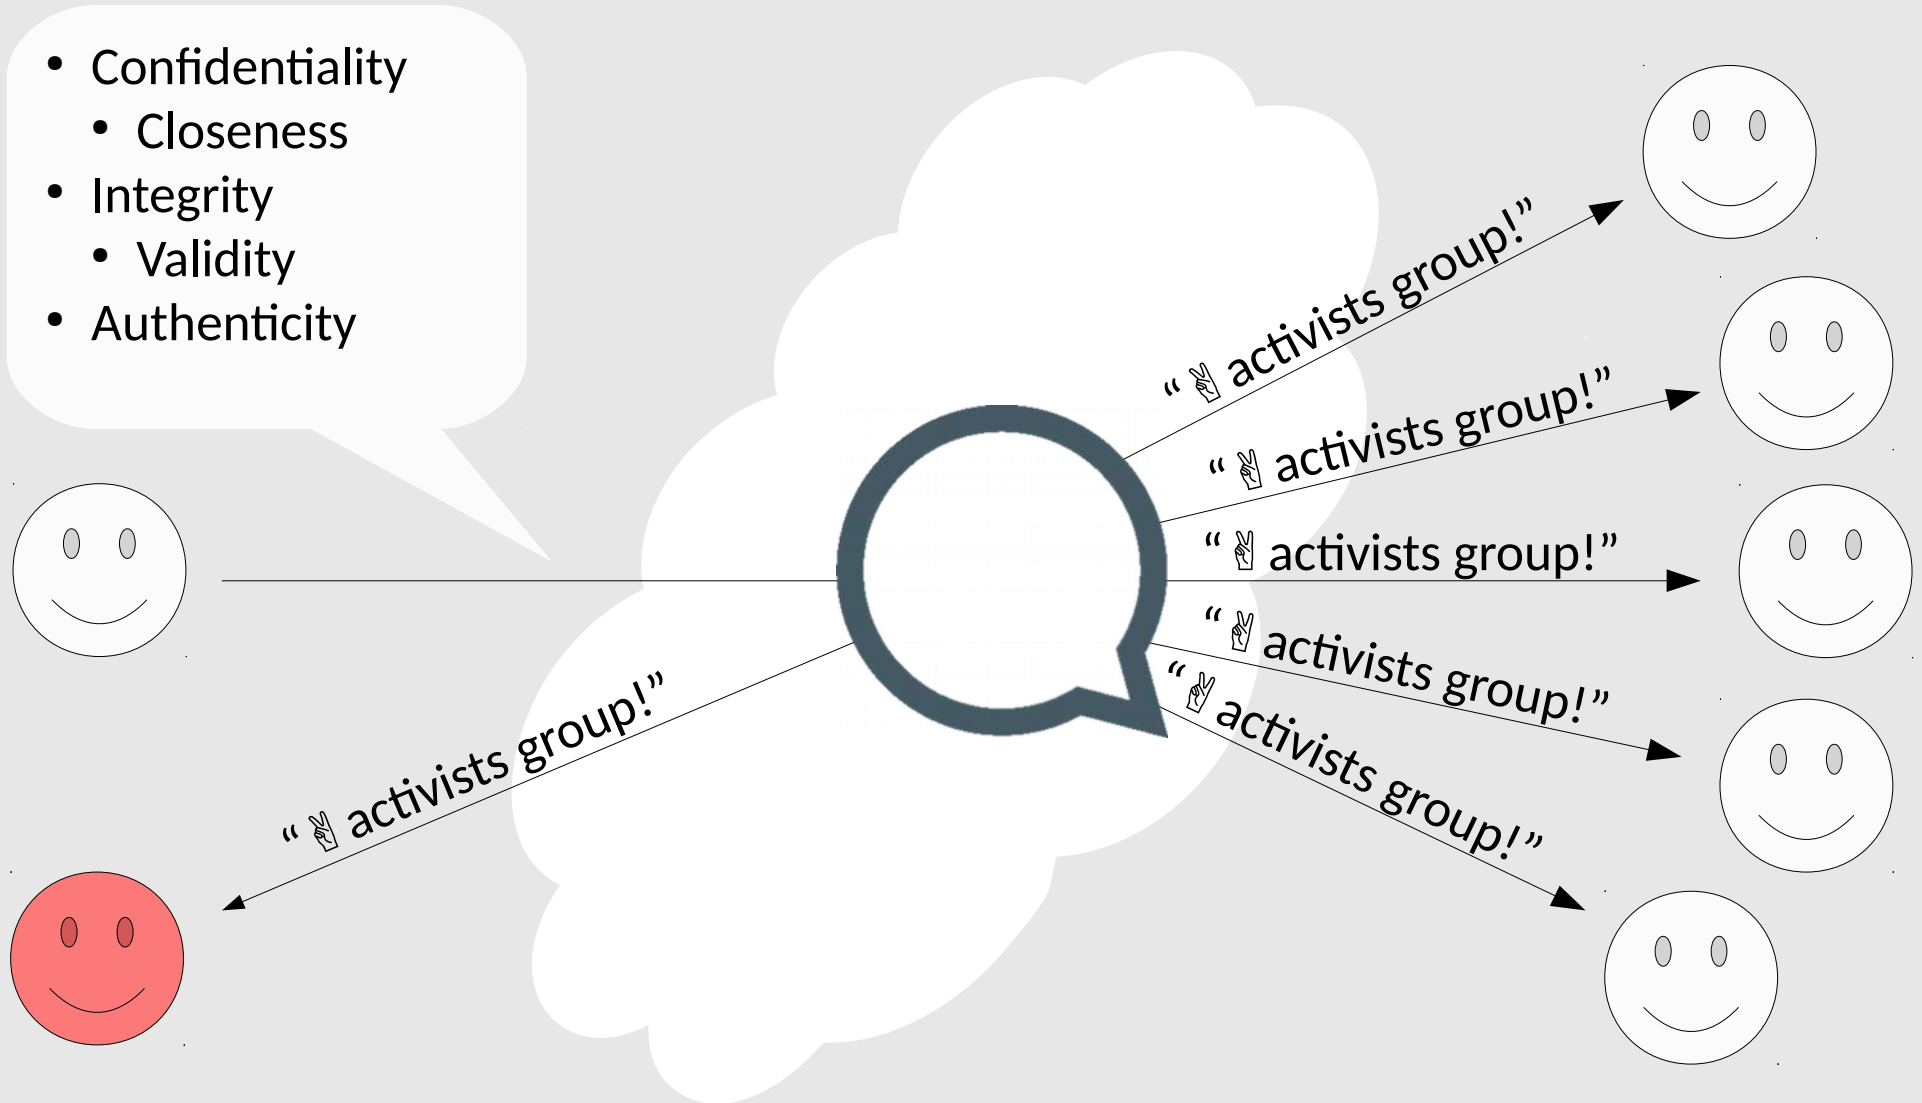 • Confidentiality
• Closeness
• Integrity
• Validity
• Authenticity
“✌ activists group!”
“✌ activists group!”
“✌ activists group!”
“✌ activists group!”
“✌ activists group!”
“✌ activists group!”